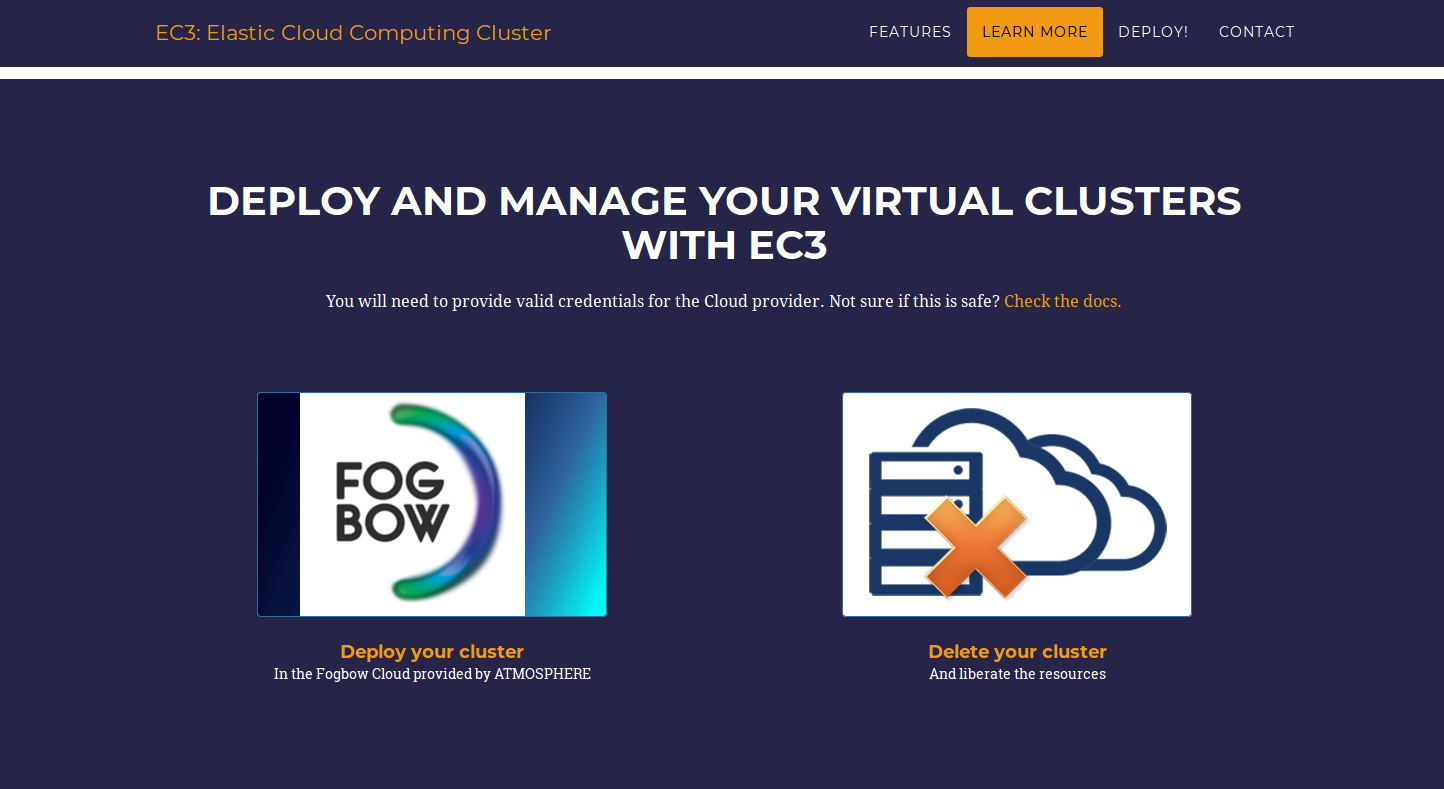 EC3: Elastic Cloud Computing Cluster
FEATURES
LEARN MORE
DEPLOY!
CONTACT
DEPLOY AND MANAGE YOUR VIRTUAL CLUSTERS
WITH EC3
You will need to provide valid credentials for the Cloud provider. Not sure if this is safe? Check the docs.
FOG
BOW
Deploy your cluster
In the Fogbow Cloud provided by ATMOSPHERE
Delete your cluster
And liberate the resources